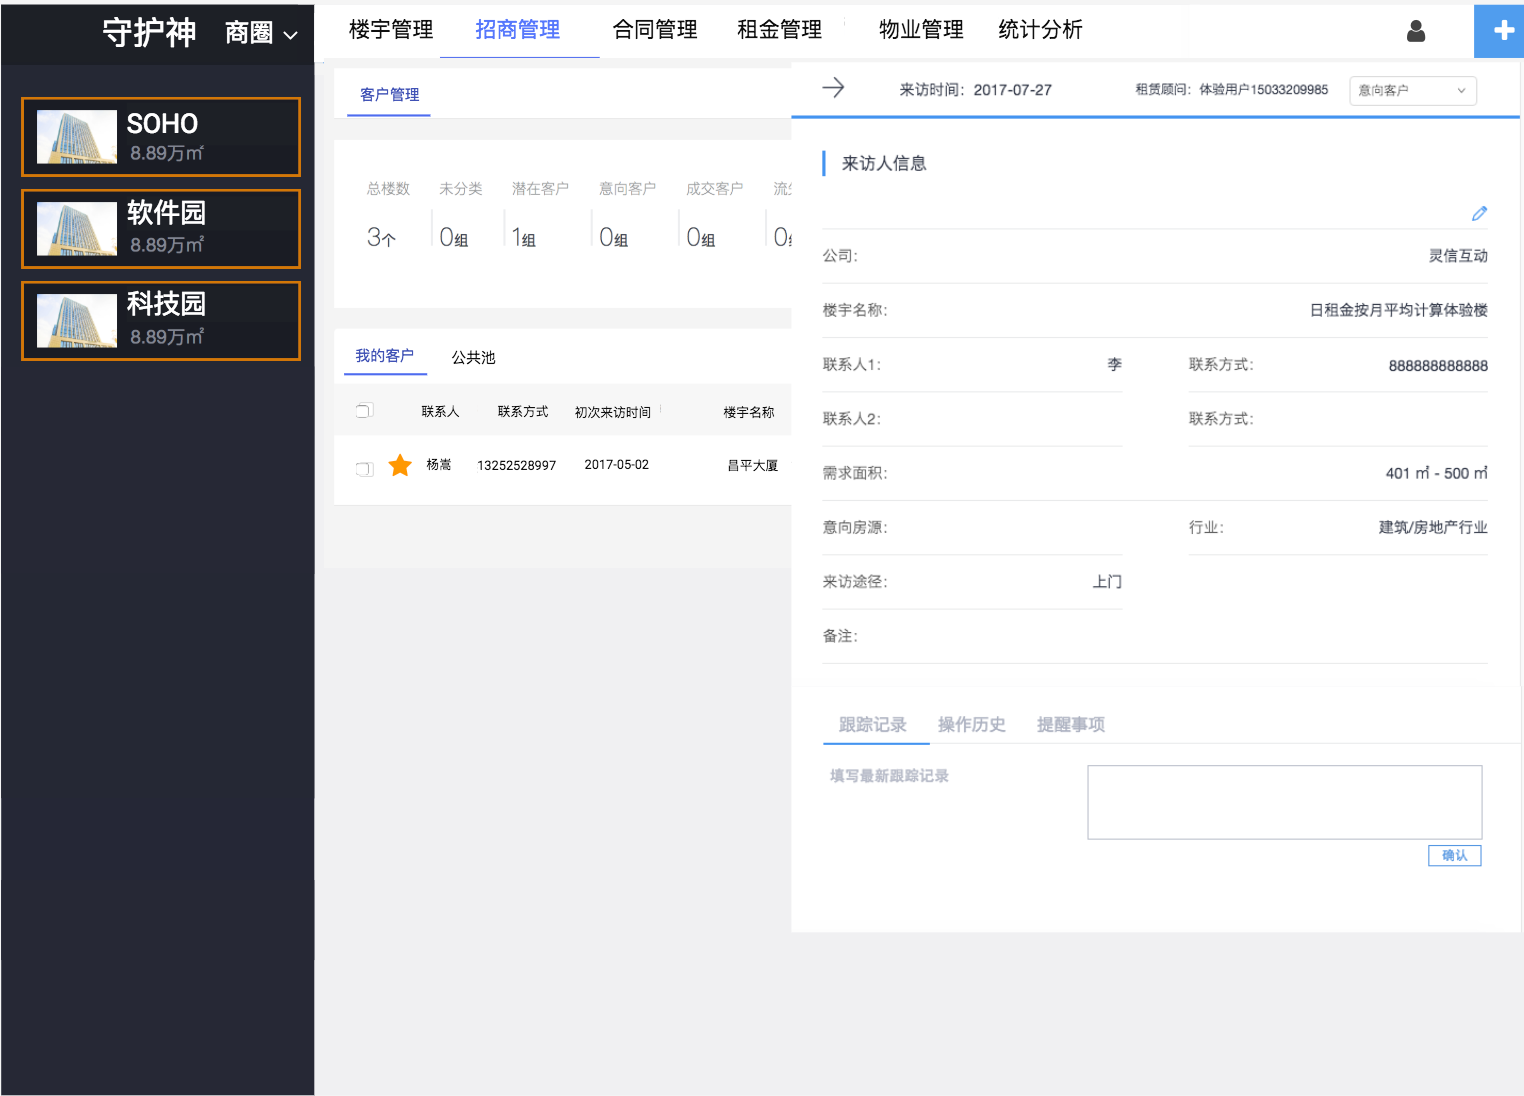 守护神 商圈
楼宇管理 招商管理 合同管理 租金管理 物业管理 统计分析
SOHO
8.89万㎡
软件园
8.89万㎡
科技园
8.89万㎡
客户管理
总楼数 未分类 潜在客户 意向客户 成交客户
3个 0组 1组 0组 0组 0
我的客户 公共池
联系人 联系方式 初次来访时间 楼宇名称
杨嵩 13252528997 2017-05-02 昌平大厦
来访时间：2017-07-27 租赁顾问：体验用户15033209985 意向客户
来访人信息
公司： 灵信互动
楼宇名称： 日租金按月平均计算体验楼
联系人1： 李 联系方式： 888888888888
联系人2： 联系方式：
需求面积： 401 ㎡ - 500 ㎡
意向房源： 行业： 建筑/房地产行业
来访途径： 上门
备注：
跟踪记录 操作历史 提醒事项
填写最新跟踪记录
确认